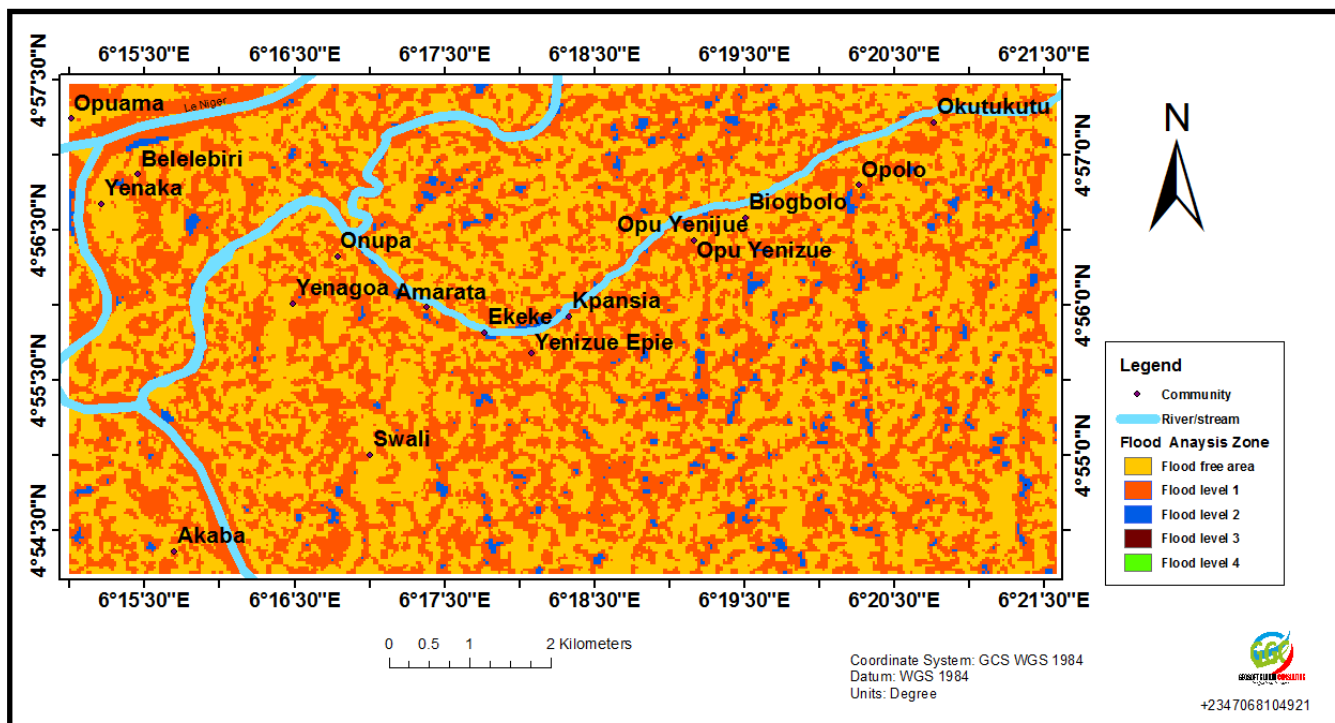 6°15'30"E 6°16'30"E 6°17'30"E 6°18'30"E 6°19'30"E 6°20'30"E 6°21'30"E
4°57'30"N
4°56'30"N
4°55'30"N
4°54'30"N
Opuama
Le Niger
Okutukutu
Belelebiri
Yenaka
Opolo
Biogbolo
Opu Yenijue
Opu Yenizue
Onupa
Yenagoa
Amarata
Kpansia
Ekeke
Yenizue Epie
Swali
Akaba
4°57'0"N
4°56'0"N
4°55'0"N
6°15'30"E 6°16'30"E 6°17'30"E 6°18'30"E 6°19'30"E 6°20'30"E 6°21'30"E
N
Legend
Community
River/stream
Flood Anaysis Zone
Flood free area
Flood level 1
Flood level 2
Flood level 3
Flood level 4
0 0.5 1 2 Kilometers
Coordinate System: GCS WGS 1984
Datum: WGS 1984
Units: Degree
+2347068104921